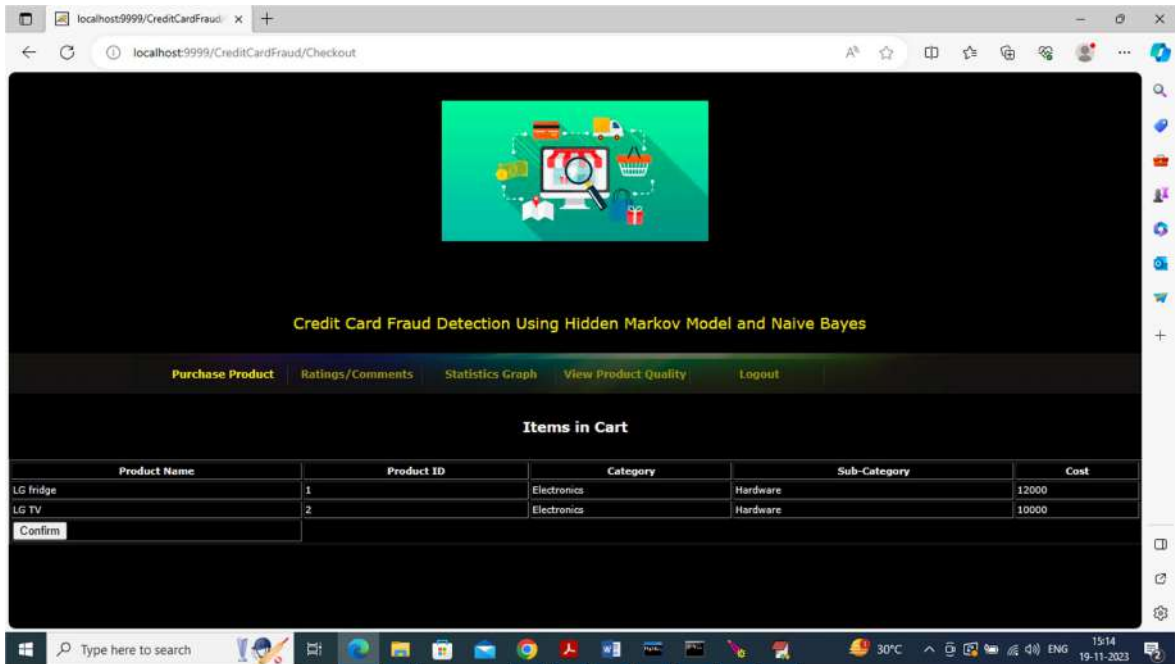 localhost:9999/CreditCardFraud/
localhost:9999/CreditCardFraud/Checkout
Credit Card Fraud Detection Using Hidden Markov Model and Naive Bayes
Purchase Product Ratings/Comments Statistics Graph View Product Quality Logout
Items in Cart
Product Name Product ID Category Sub-Category Cost
LG fridge 1 Electronics Hardware 12000
LG TV 2 Electronics Hardware 10000
Confirm
Type here to search 30°C ENG 15:14
19-11-2023